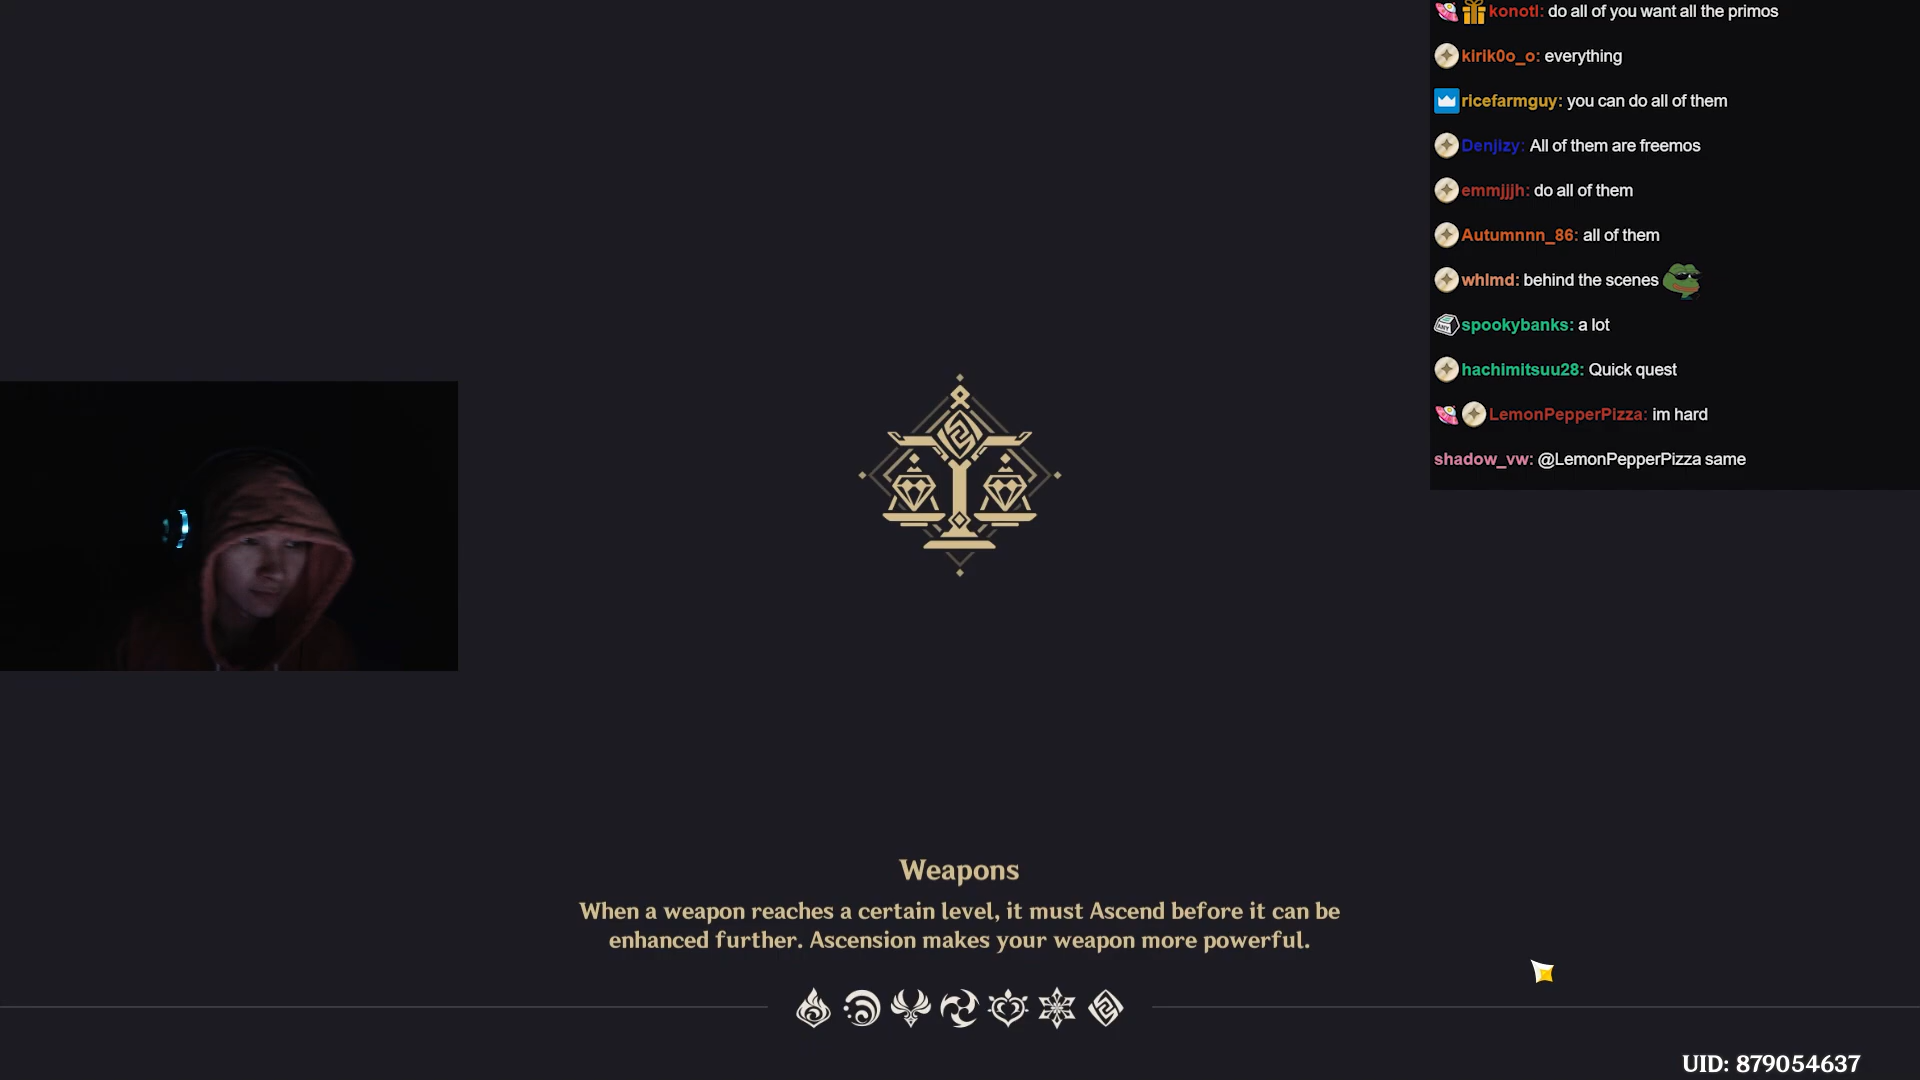 konotl: do all of you want all the primos
kirik0o_o: everything
ricefarmguy: you can do all of them
Denjizy: All of them are freemos
emmjjjh: do all of them
Autumnnn_86: all of them
whlmd: behind the scenes
spookybanks: a lot
hachimitsuu28: Quick quest
LemonPepperPizza: im hard
shadow_vw: @LemonPepperPizza same
Weapons
When a weapon reaches a certain level, it must Ascend before it can be
enhanced further. Ascension makes your weapon more powerful.
UID: 879054637